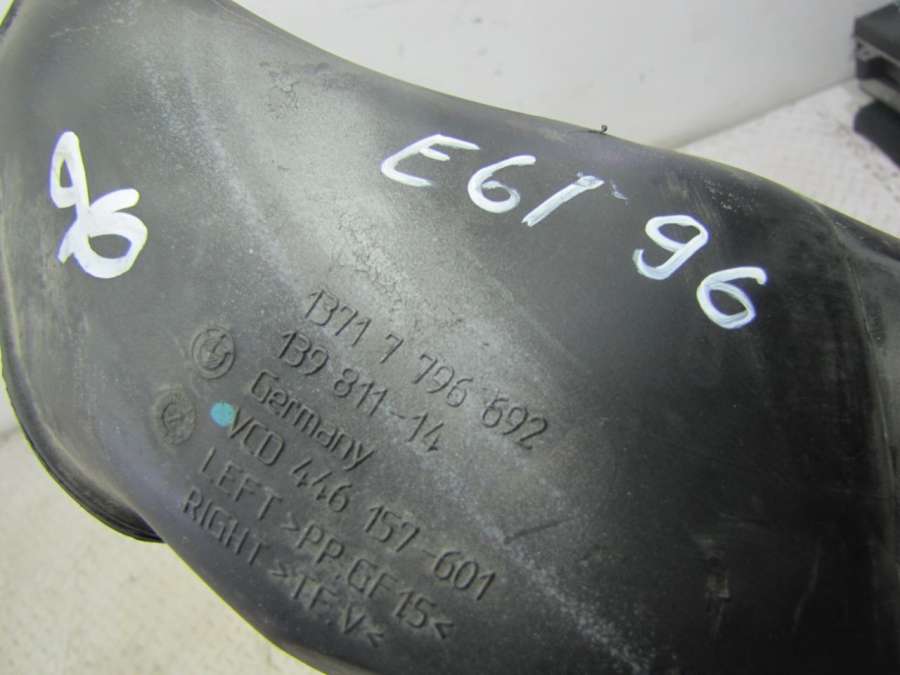 96
E61 96
1371 7 796 692
139 811-14
Germany
VCD 446 157-601
LEFT >PP.GF15<
RIGHT >TF.V<